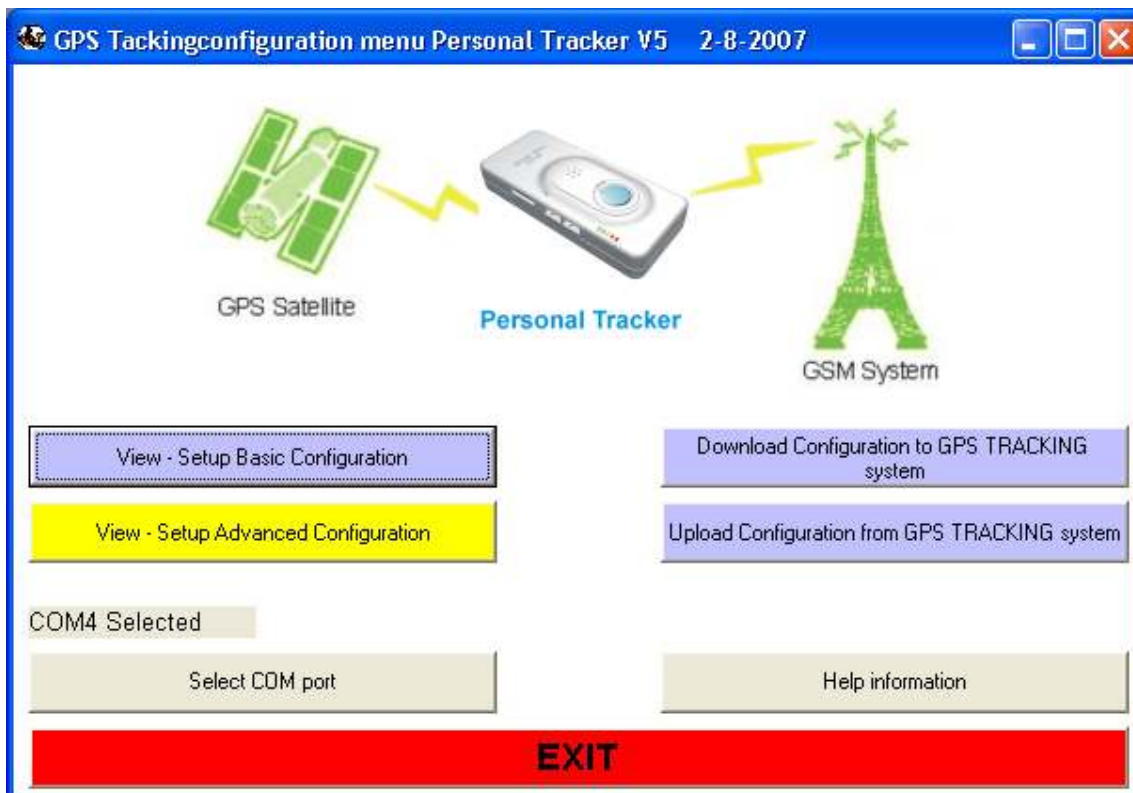 GPS Tackingconfiguration menu Personal Tracker V5 2-8-2007
GPS Satellite
Personal Tracker
GSM System
View - Setup Basic Configuration
Download Configuration to GPS TRACKING
system
View - Setup Advanced Configuration
Upload Configuration from GPS TRACKING system
COM4 Selected
Select COM port
Help information
EXIT